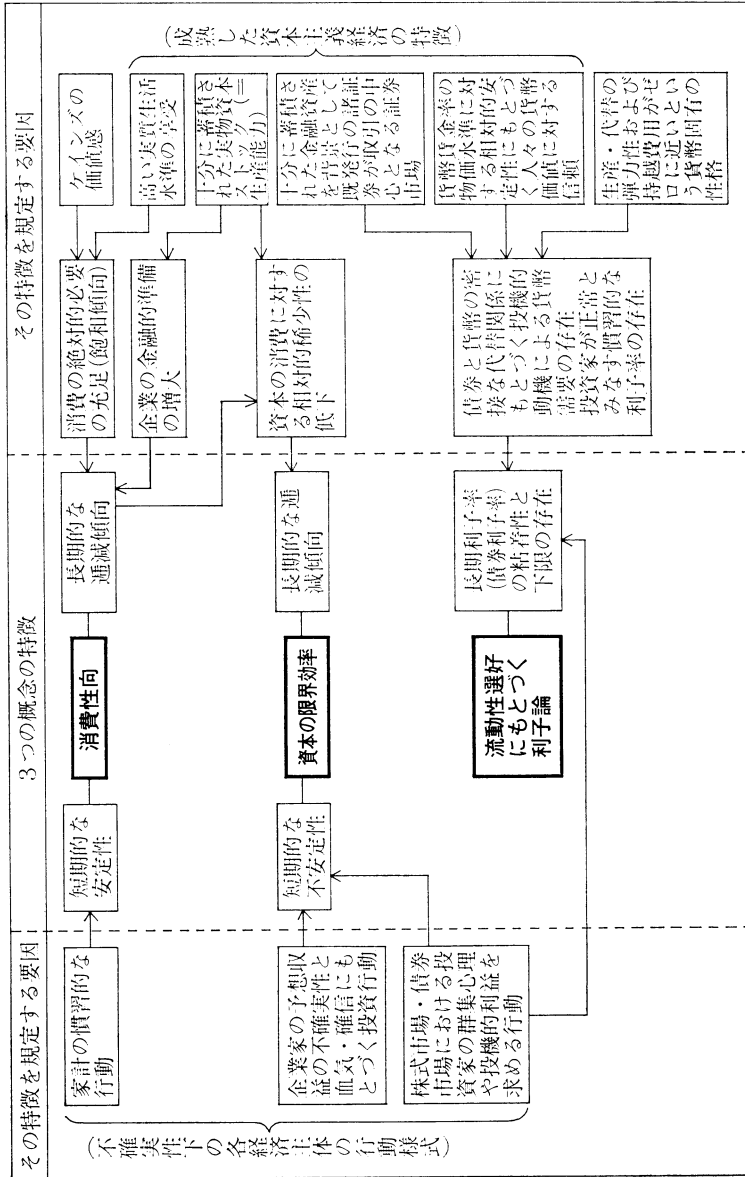 その特徴を規定する要因
3つの概念の特徴
その特徴を規定する要因
(不確実性下の各経済主体の行動様式)
家計の慣習的な
行動
短期的な
安定性
消費性向
長期的な
逓減傾向
消費の絶対的必要
の充足(飽和傾向)
企業の金融的準備
の増大
ケインズの
価値感
高い実質生活
水準の享受
十分に蓄積さ
れた実物資本
ストック(=
生産能力)
企業家の予想収
益の不確実性と
血気・確信にも
とづく投資行動
短期的な
不安定性
資本の限界効率
長期的な逓
減傾向
資本の消費に対す
る相対的稀少性の
低下
十分に蓄積さ
れた金融資産
を背景として
既発行の諸証
券が取引の中
心となる証券
市場
株式市場・債券
市場における投
資家の群集心理
や投機的利益を
求める行動
流動性選好
にもとづく
利子論
長期利子率
(債券利子率)
の粘着性と
下限の存在
債券と貨幣の密
接な代替関係に
もとづく投機的
動機による貨幣
需要の存在
投資家が正常と
みなす慣習的な
利子率の存在
貨幣賃金率の
物価水準に対
する相対的安
定性にもとづ
く人々の貨幣
価値に対する
信頼
生産・代替の
弾力性および
持越費用がゼ
ロに近いとい
う貨幣固有の
性格
(成熟した資本主義経済の特徴)